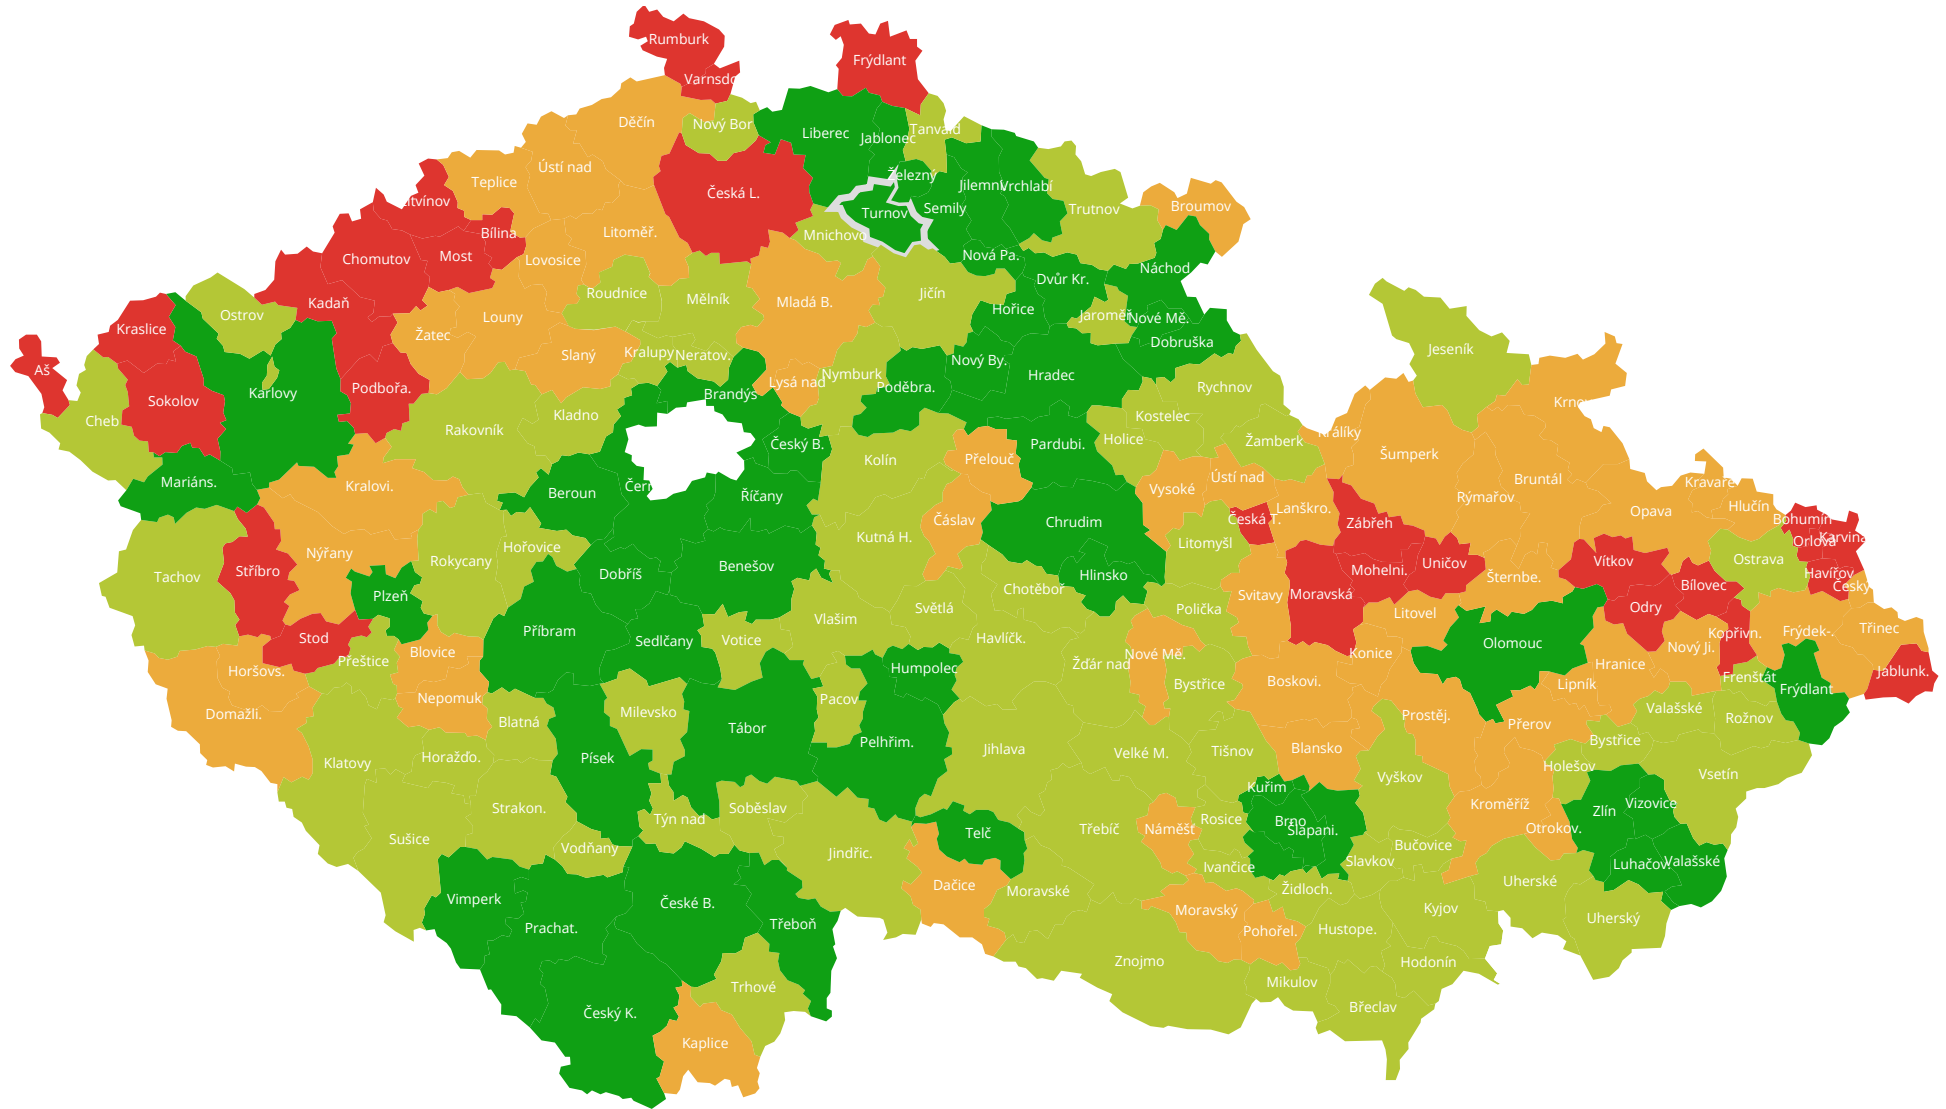 Rumburk
Varnsdo
Frýdlant
Děčín
Nový Bor
Liberec
Jablonec
Tanvald
Ústí nad
Teplice
Česká L.
Železný
Jilemni
Vrchlabí
Turnov
Semily
Trutnov
Broumov
itvínov
Bílina
Litoměř.
Mnichovo
Chomutov
Most
Lovosice
Nová Pa.
Náchod
Kadaň
Roudnice
Mělník
Mladá B.
Jičín
Dvůr Kr.
Ostrov
Louny
Hořice
Jaroměř
Nové Mě.
Kraslice
Žatec
Slaný
Kralupy
Neratov.
Dobruška
Jeseník
Aš
Nymburk
Nový By.
Hradec
Karlovy
Podbořa.
Brandýs
Lysá nad
Poděbra.
Rychnov
Sokolov
Krnov
Cheb
Rakovník
Kladno
Kostelec
Králíky
Český B.
Kolín
Přelouč
Pardubi.
Holice
Žamberk
Šumperk
Mariáns.
Kralovi.
Beroun
Čern
Říčany
Vysoké
Ústí nad
Rýmařov
Bruntál
Kravaře
Čáslav
Chrudim
Česká T.
Lanškro.
Zábřeh
Opava
Hlučín
Bohumín
Nýřany
Rokycany
Hořovice
Kutná H.
Litomyšl
Orlová
Karviná
Tachov
Stříbro
Dobříš
Benešov
Hlinsko
Mohelni.
Uničov
Šternbe.
Vítkov
Ostrava
Havířov
Plzeň
Chotěboř
Svitavy
Moravská
Bílovec
Český
Světlá
Polička
Litovel
Odry
Stod
Příbram
Sedlčany
Votice
Vlašim
Havlíčk.
Olomouc
Kopřivn.
Frýdek-.
Třinec
Přeštice
Blovice
Humpolec
Žďár nad
Nové Mě.
Konice
Hranice
Nový Ji.
Horšovs.
Nepomuk
Bystřice
Boskovi.
Lipník
Frenštát
Frýdlant
Jablunk.
Domažli.
Blatná
Milevsko
Tábor
Pacov
Prostěj.
Přerov
Valašské
Rožnov
Klatovy
Horažďo.
Písek
Pelhřim.
Jihlava
Velké M.
Tišnov
Blansko
Bystřice
Vyškov
Holešov
Vsetín
Strakon.
Týn nad
Soběslav
Kuřim
Kroměříž
Zlín
Vizovice
Sušice
Vodňany
Jindřic.
Telč
Třebíč
Náměšť
Rosice
Brno
Šlapani.
Otrokov.
Bučovice
Slavkov
Luhačov.
Valašské
Vimperk
České B.
Dačice
Moravské
Ivančice
Židloch.
Uherské
Prachat.
Třeboň
Moravský
Pohořel.
Hustope.
Kyjov
Uherský
Trhové
Znojmo
Hodonín
Český K.
Mikulov
Břeclav
Kaplice